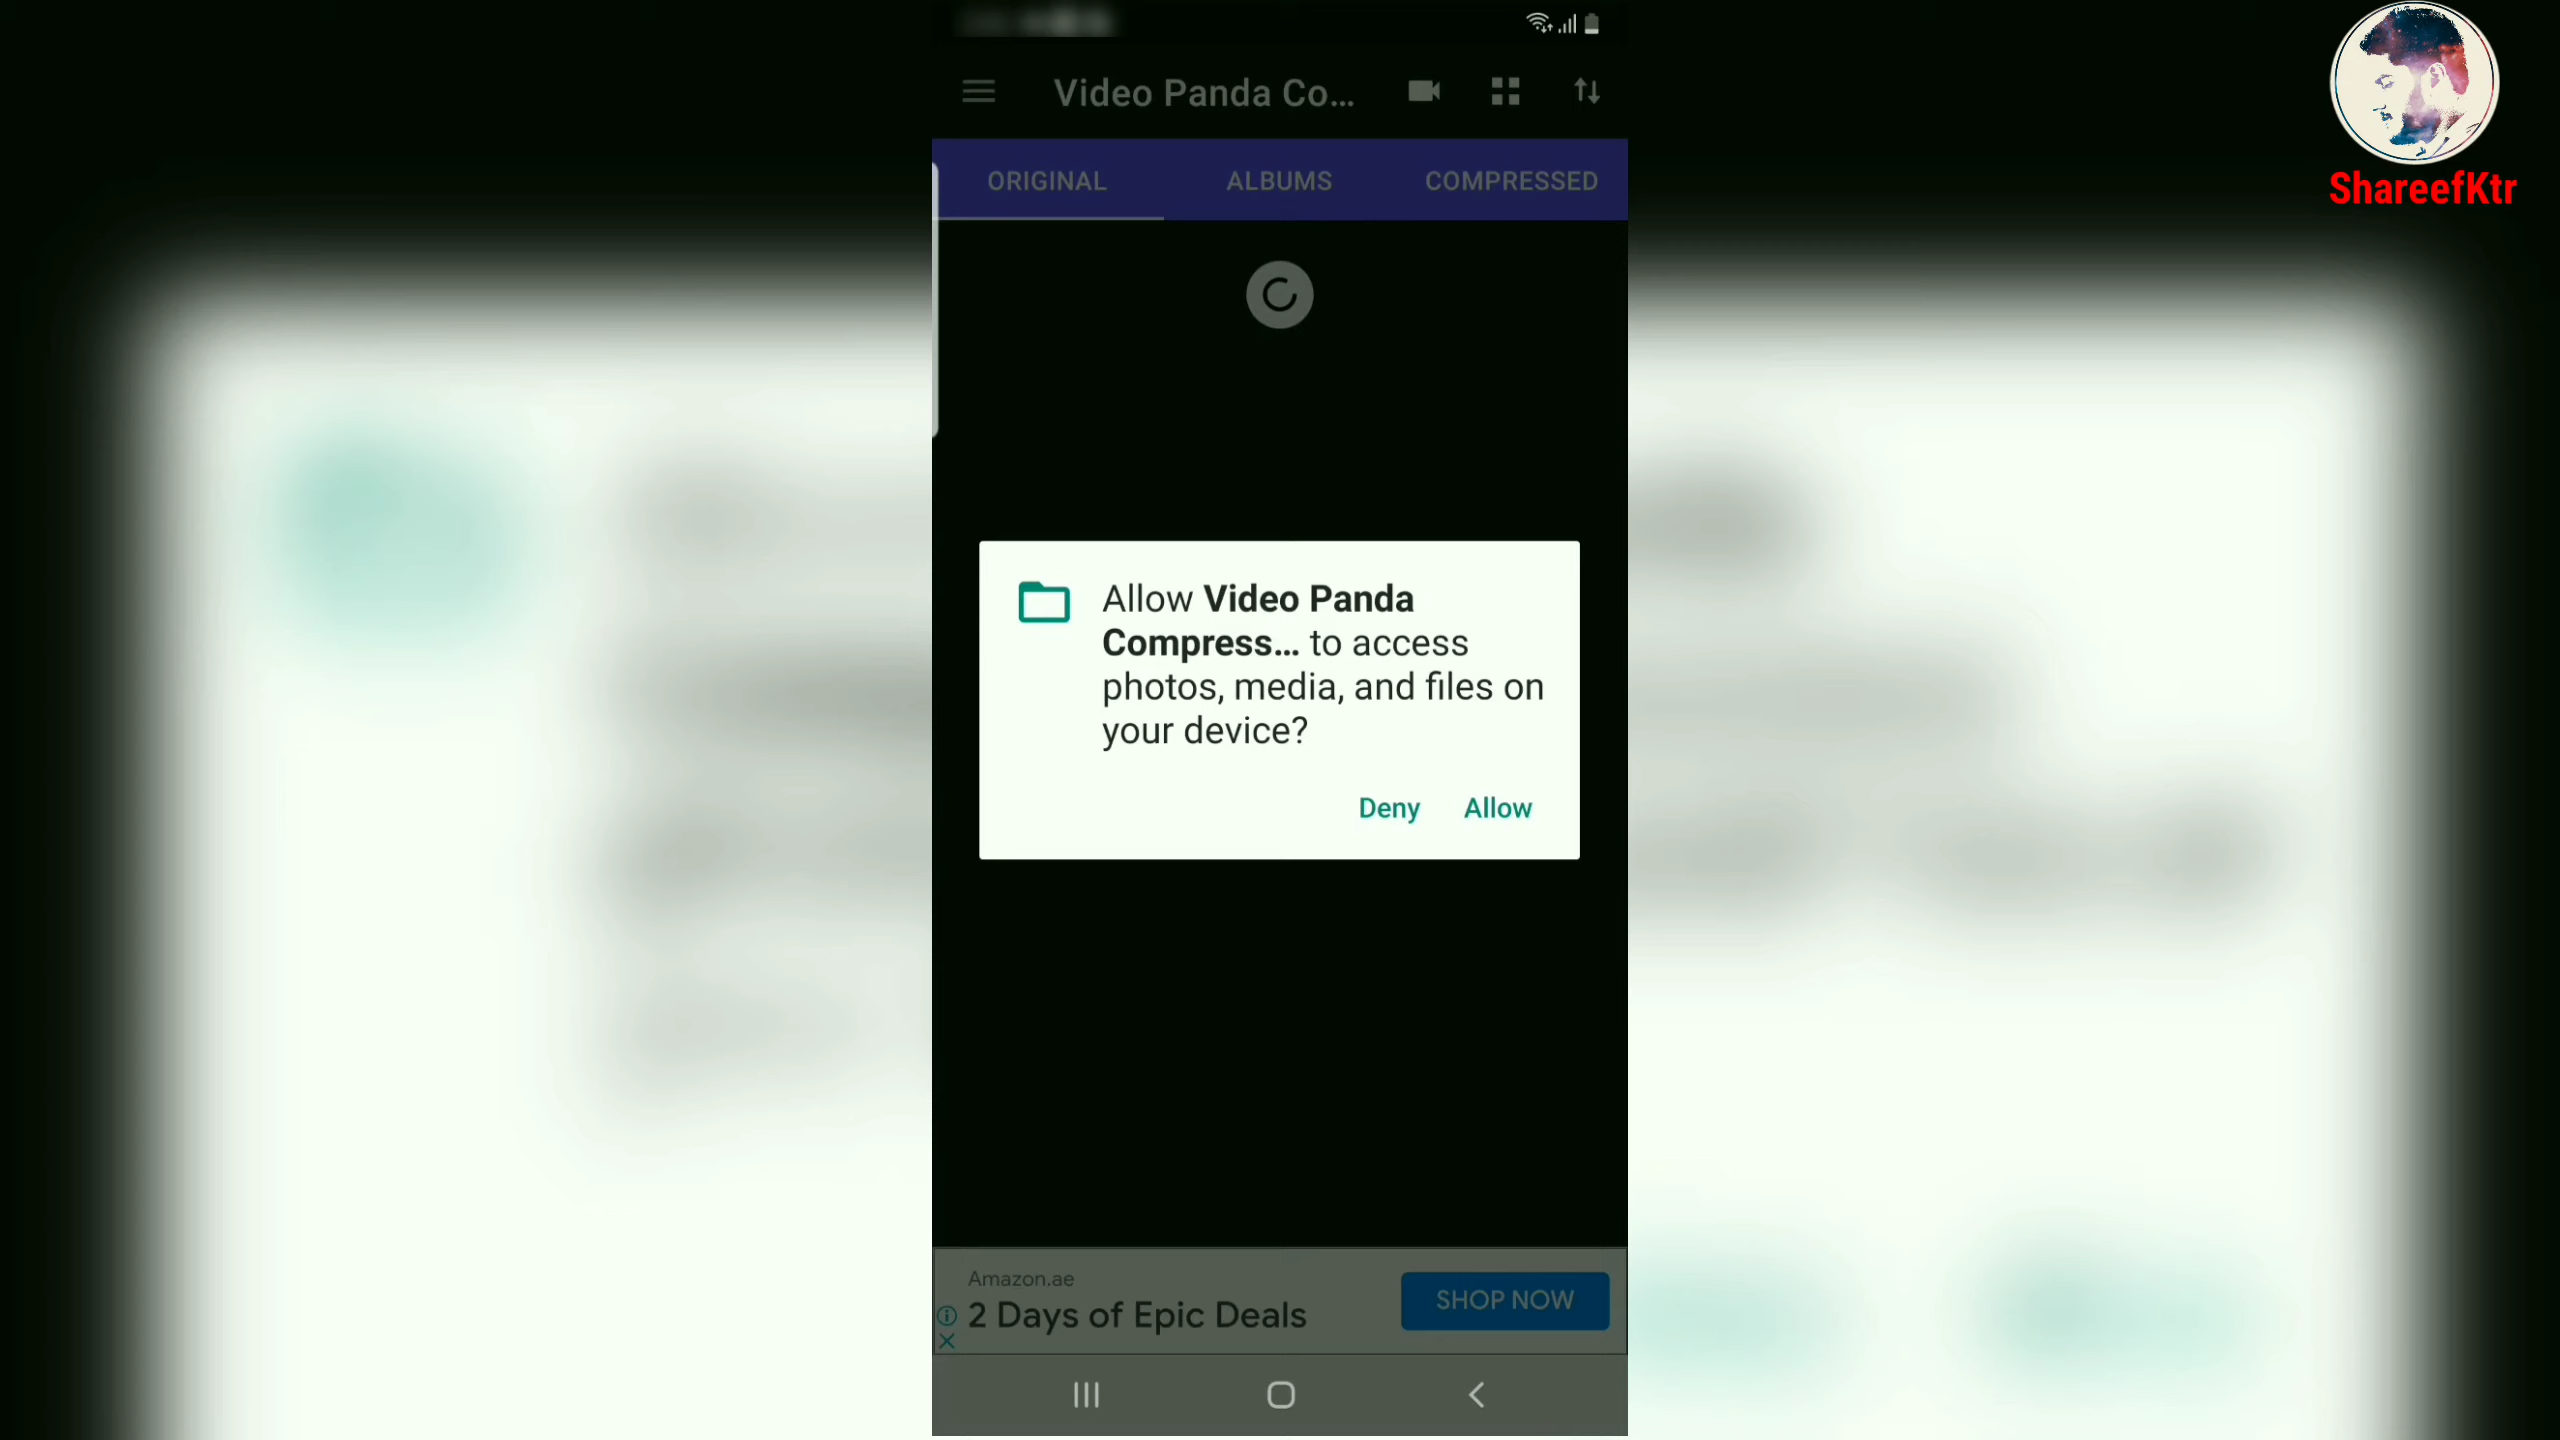 Video Panda Co...
ShareefKtr
ORIGINAL ALBUMS COMPRESSED
Allow Video Panda
Compress... to access
photos, media, and files on
your device?
Deny Allow
Amazon.ae
2 Days of Epic Deals
SHOP NOW